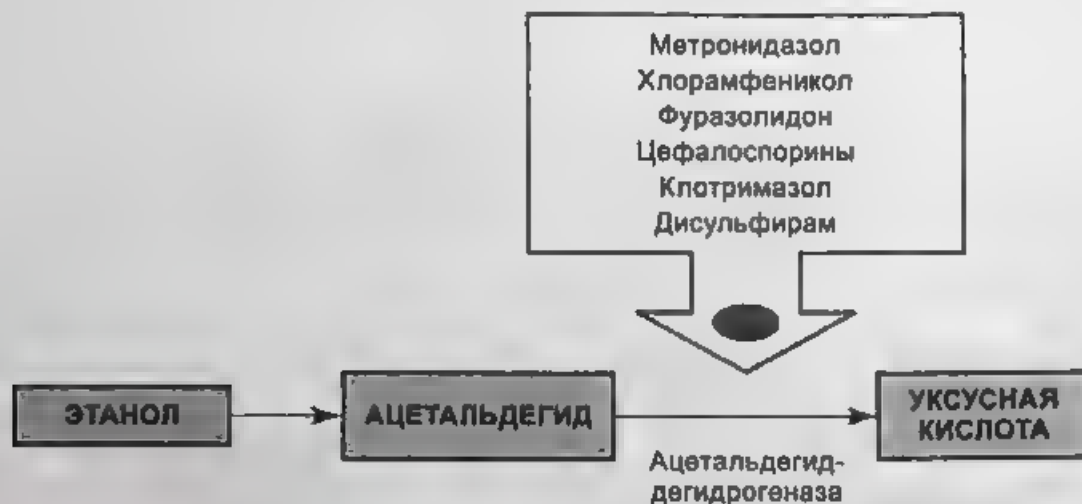 Метронидазол
Хлорамфеникол
Фуразолидон
Цефалоспорины
Клотримазол
Дисульфирам
ЭТАНОЛ
АЦЕТАЛЬДЕГИД
УКСУСНАЯ
КИСЛОТА
Ацетальдегид-
дегидрогеназа